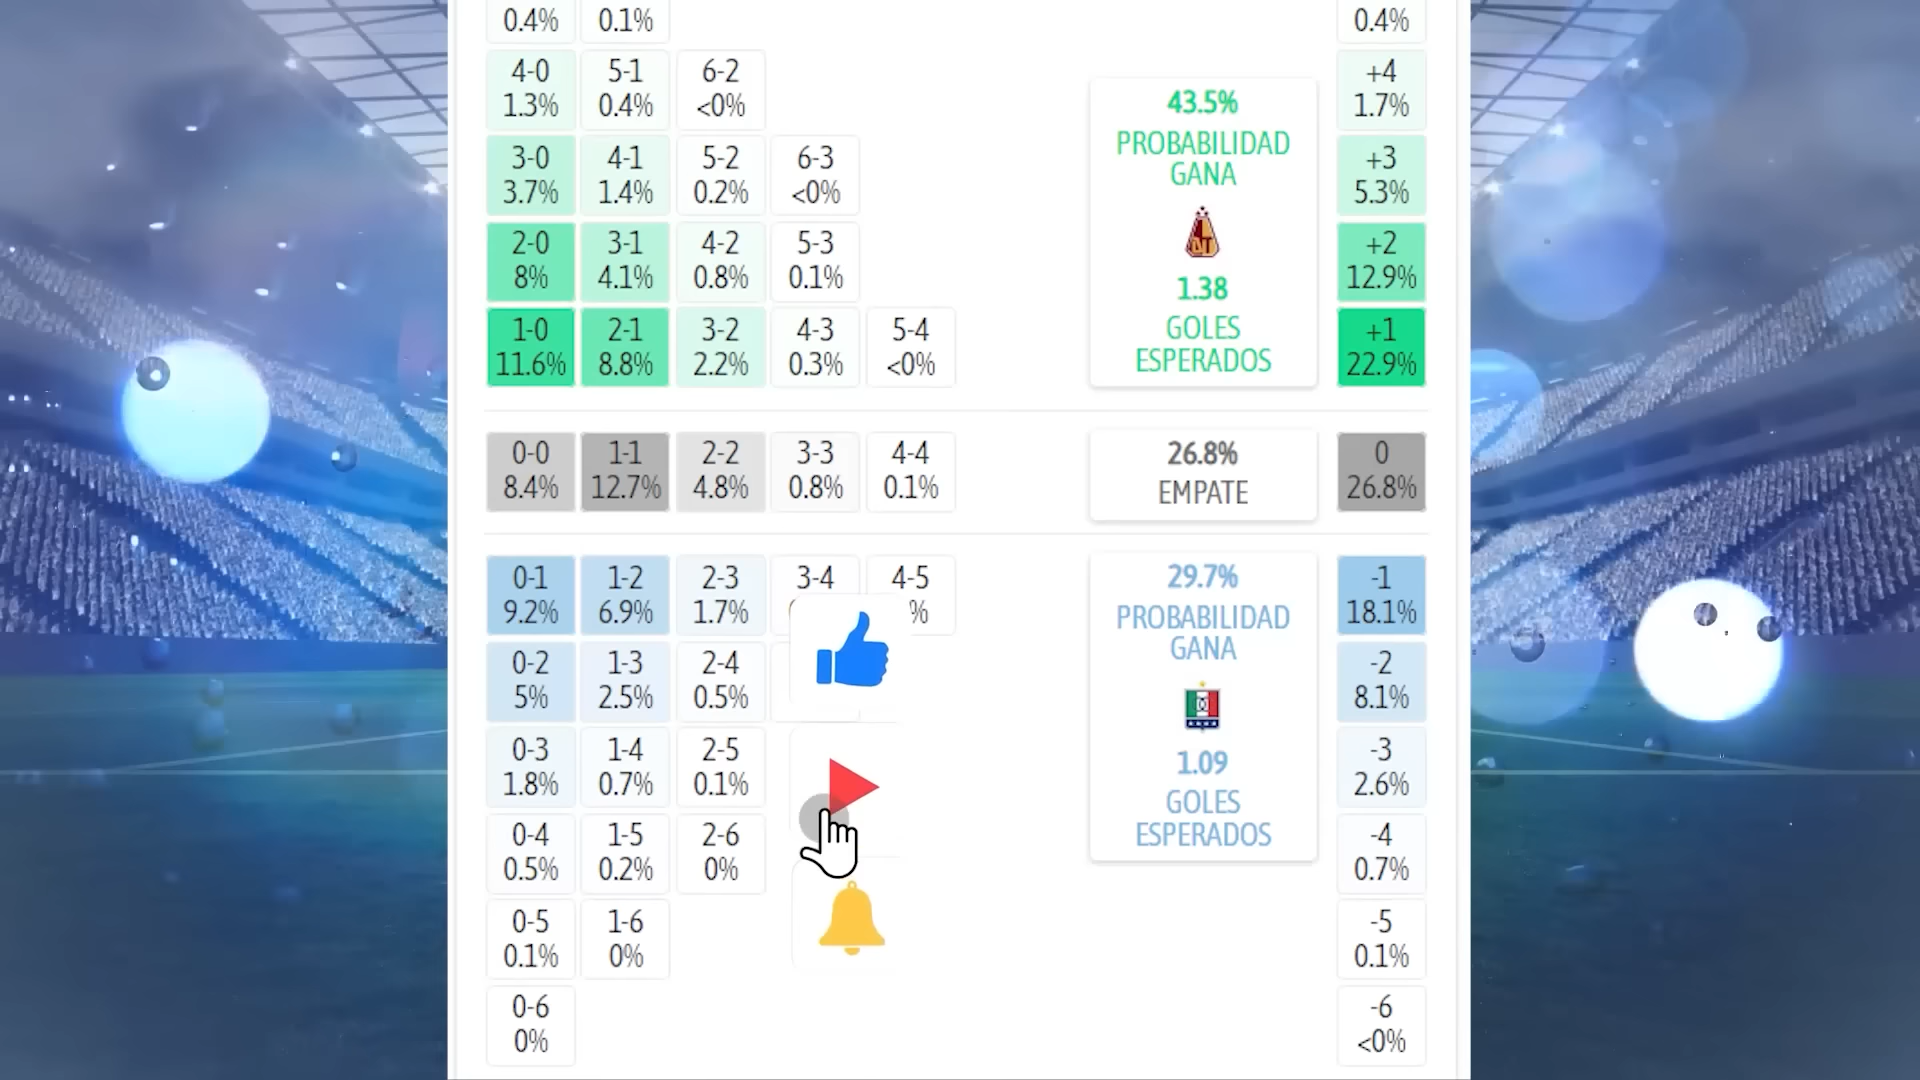 0.4% 0.1% 0.4%
4-0 5-1 6-2 +4
1.3% 0.4% <0% 1.7%
43.5%
PROBABILIDAD
GANA
3-0 4-1 5-2 6-3 +3
3.7% 1.4% 0.2% <0% 5.3%
2-0 3-1 4-2 5-3 +2
8% 4.1% 0.8% 0.1% 12.9%
1.38
GOLES
ESPERADOS
1-0 2-1 3-2 4-3 5-4 +1
11.6% 8.8% 2.2% 0.3% <0% 22.9%
0-0 1-1 2-2 3-3 4-4 26.8% 0
8.4% 12.7% 4.8% 0.8% 0.1% EMPATE 26.8%
0-1 1-2 2-3 3-4 4-5 -1
9.2% 6.9% 1.7% 18.1%
29.7%
PROBABILIDAD
GANA
0-2 1-3 2-4 -2
5% 2.5% 0.5% 8.1%
0-3 1-4 2-5 -3
1.8% 0.7% 0.1% 2.6%
1.09
GOLES
ESPERADOS
0-4 1-5 2-6 -4
0.5% 0.2% 0% 0.7%
0-5 1-6 -5
0.1% 0% 0.1%
0-6 -6
0% <0%